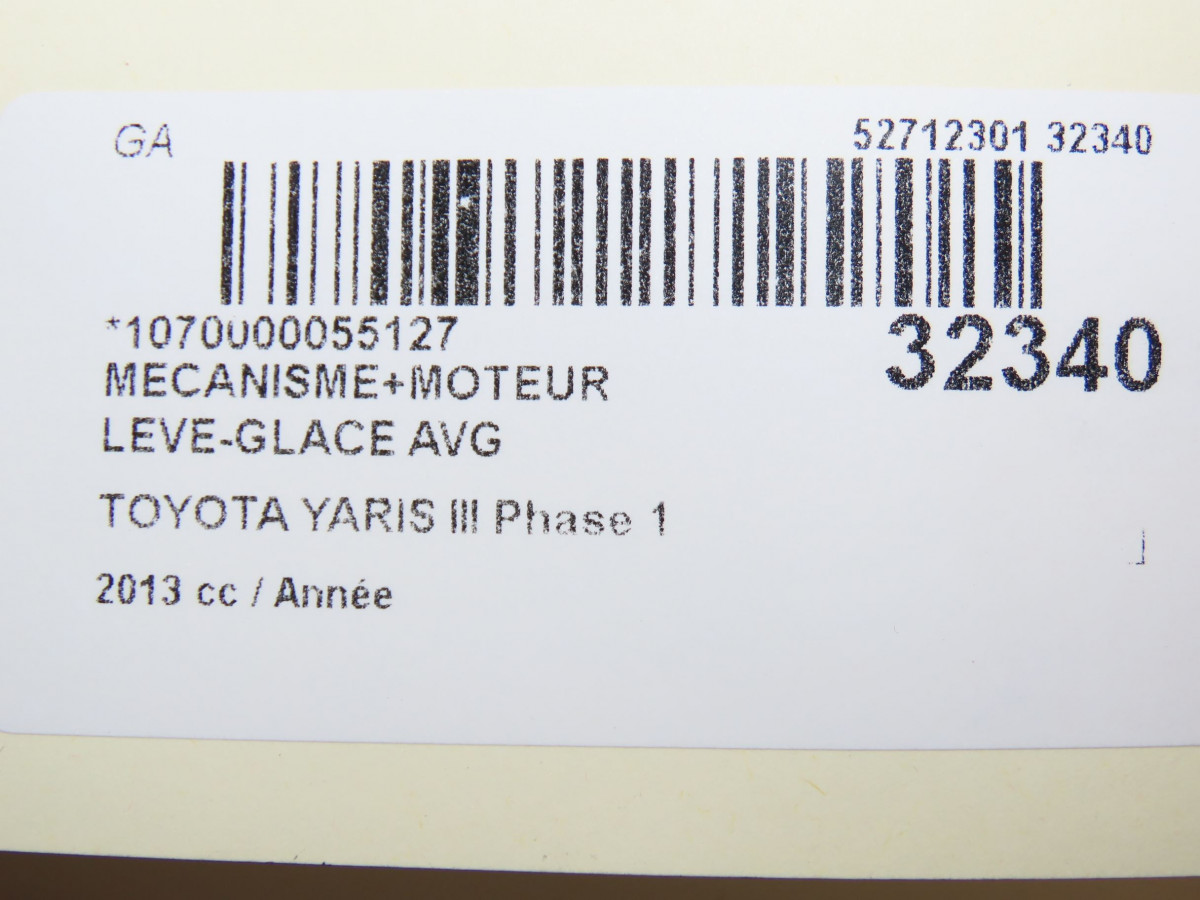 GA
52712301 32340
*1070000055127
32340
MECANISME+MOTEUR
LEVE-GLACE AVG
TOYOTA YARIS III Phase 1
2013 cc / Année